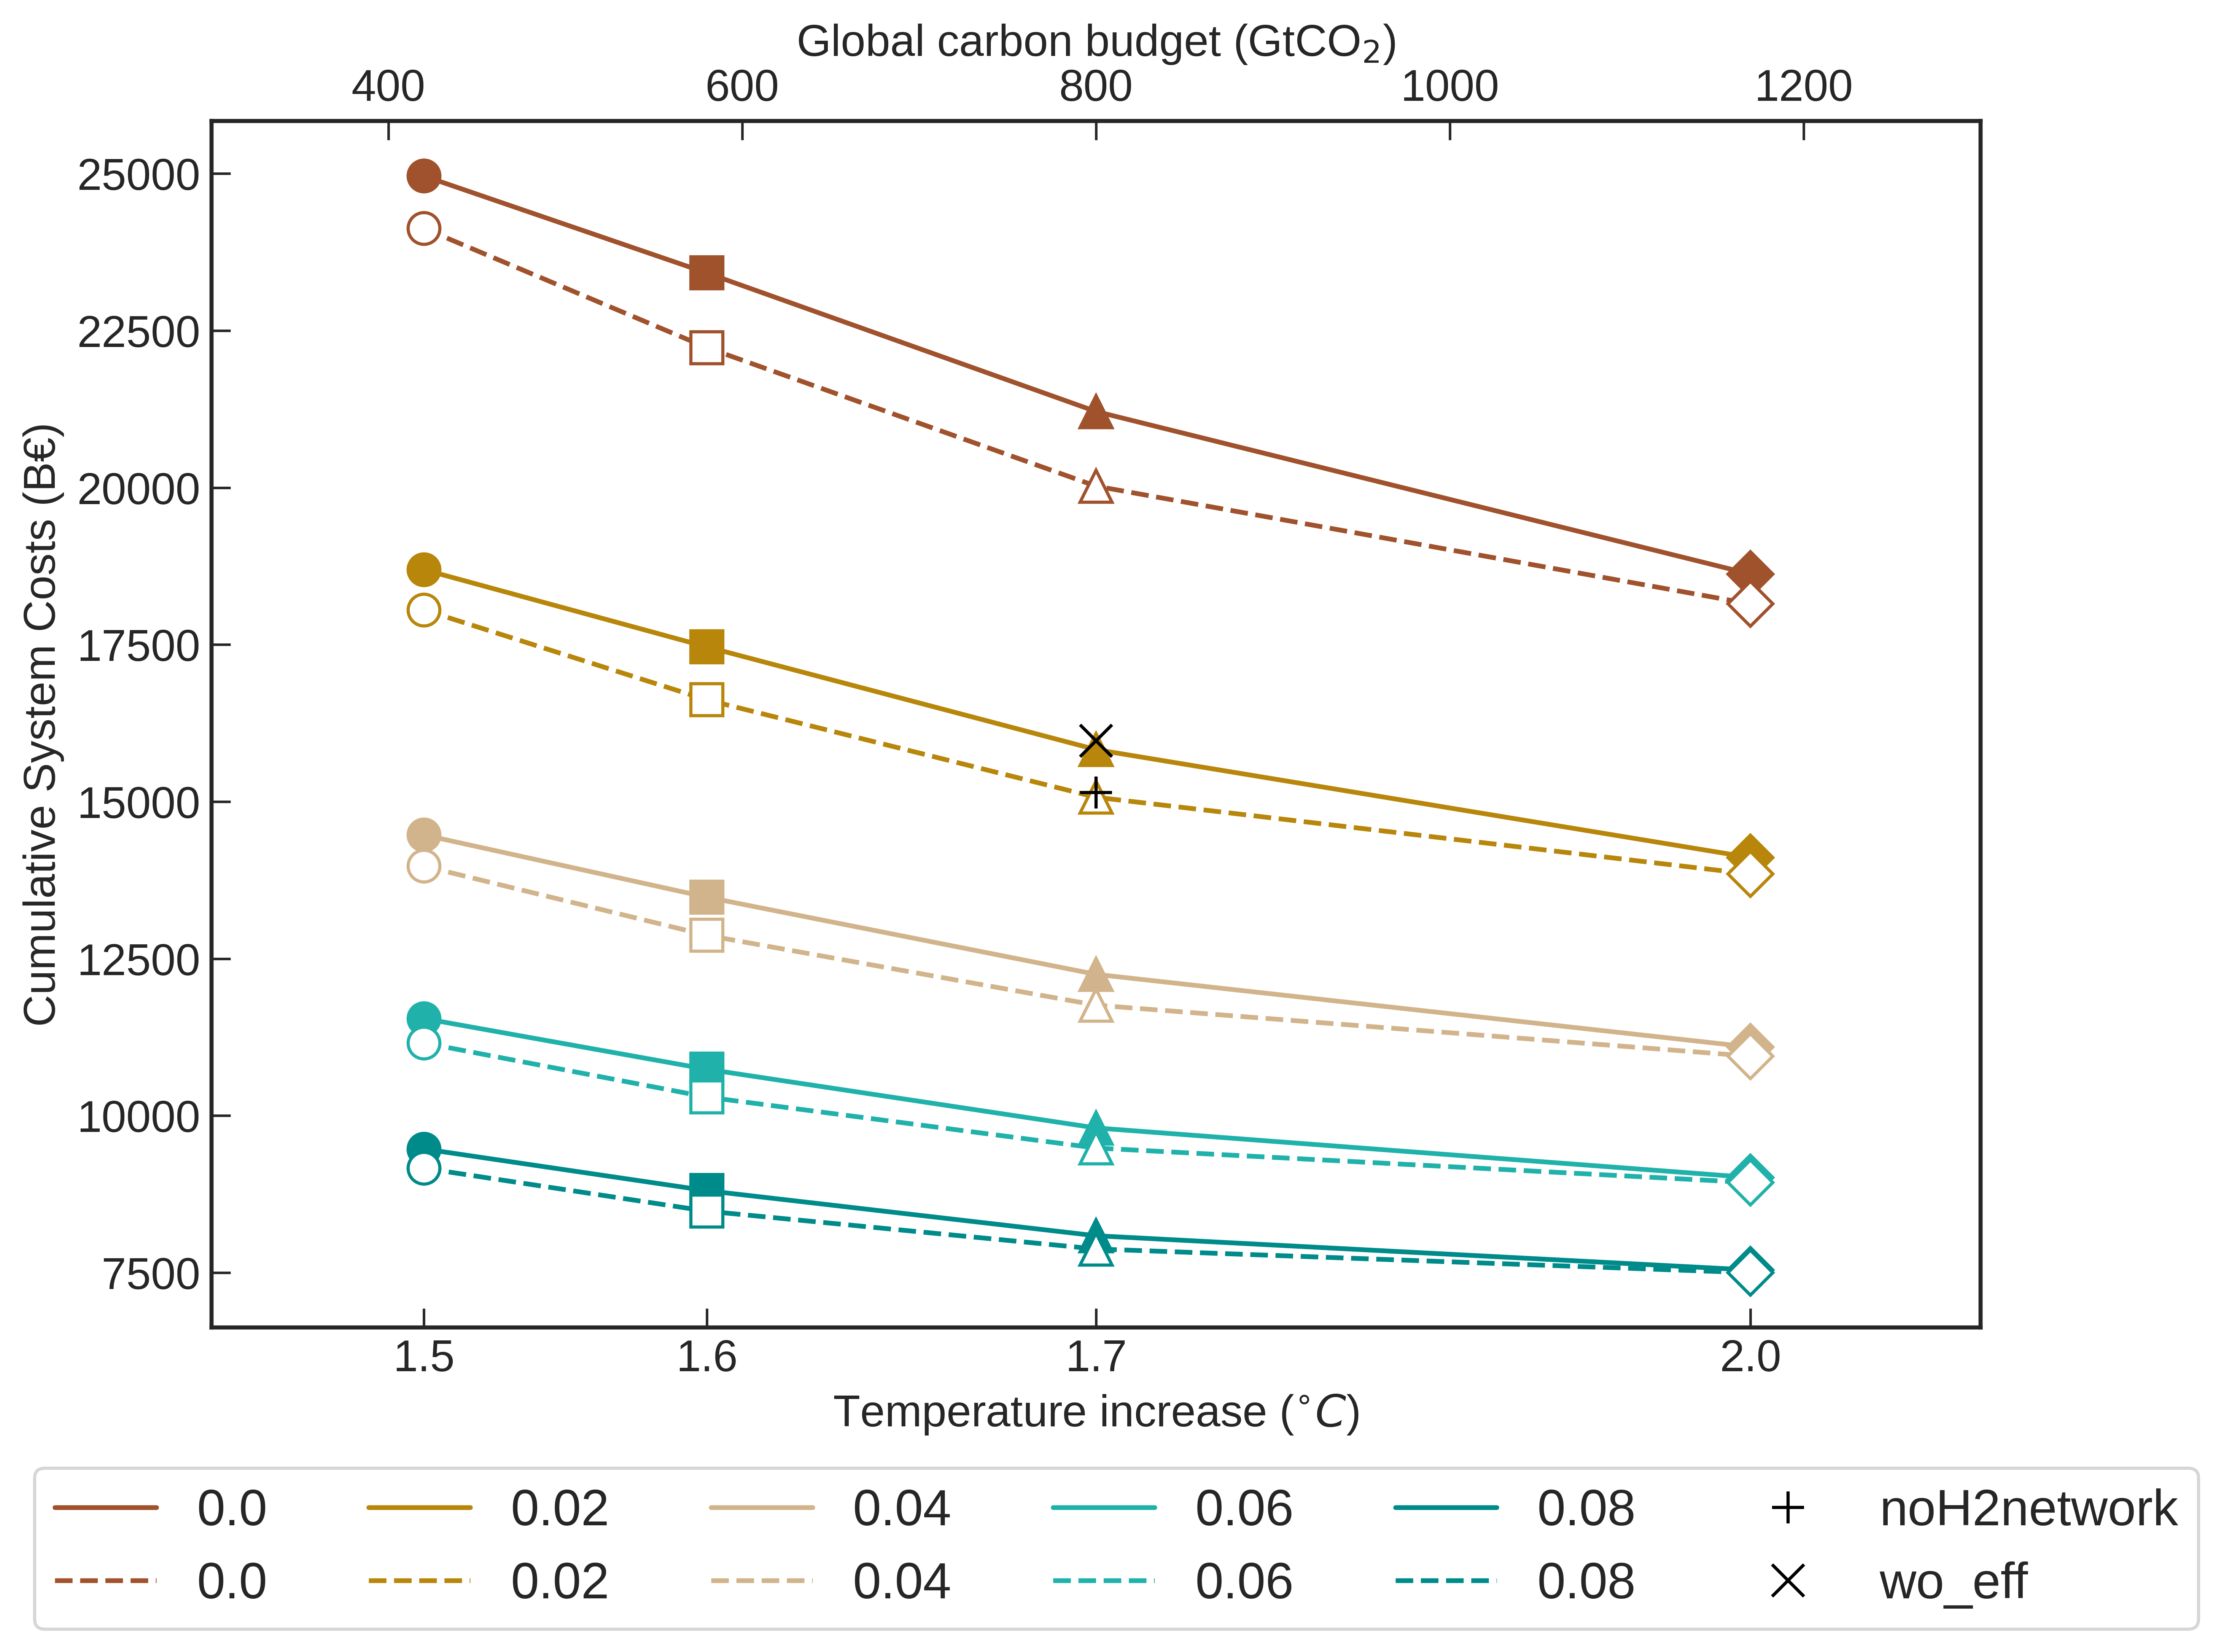 Global carbon budget (GtCO₂)
400 600 800 1000 1200
Cumulative System Costs (B€)
25000
22500
20000
17500
15000
12500
10000
7500
1.5 1.6 1.7 2.0
Temperature increase (°C)
0.0 0.02 0.04 0.06 0.08 noH2network
0.0 0.02 0.04 0.06 0.08 wo_eff